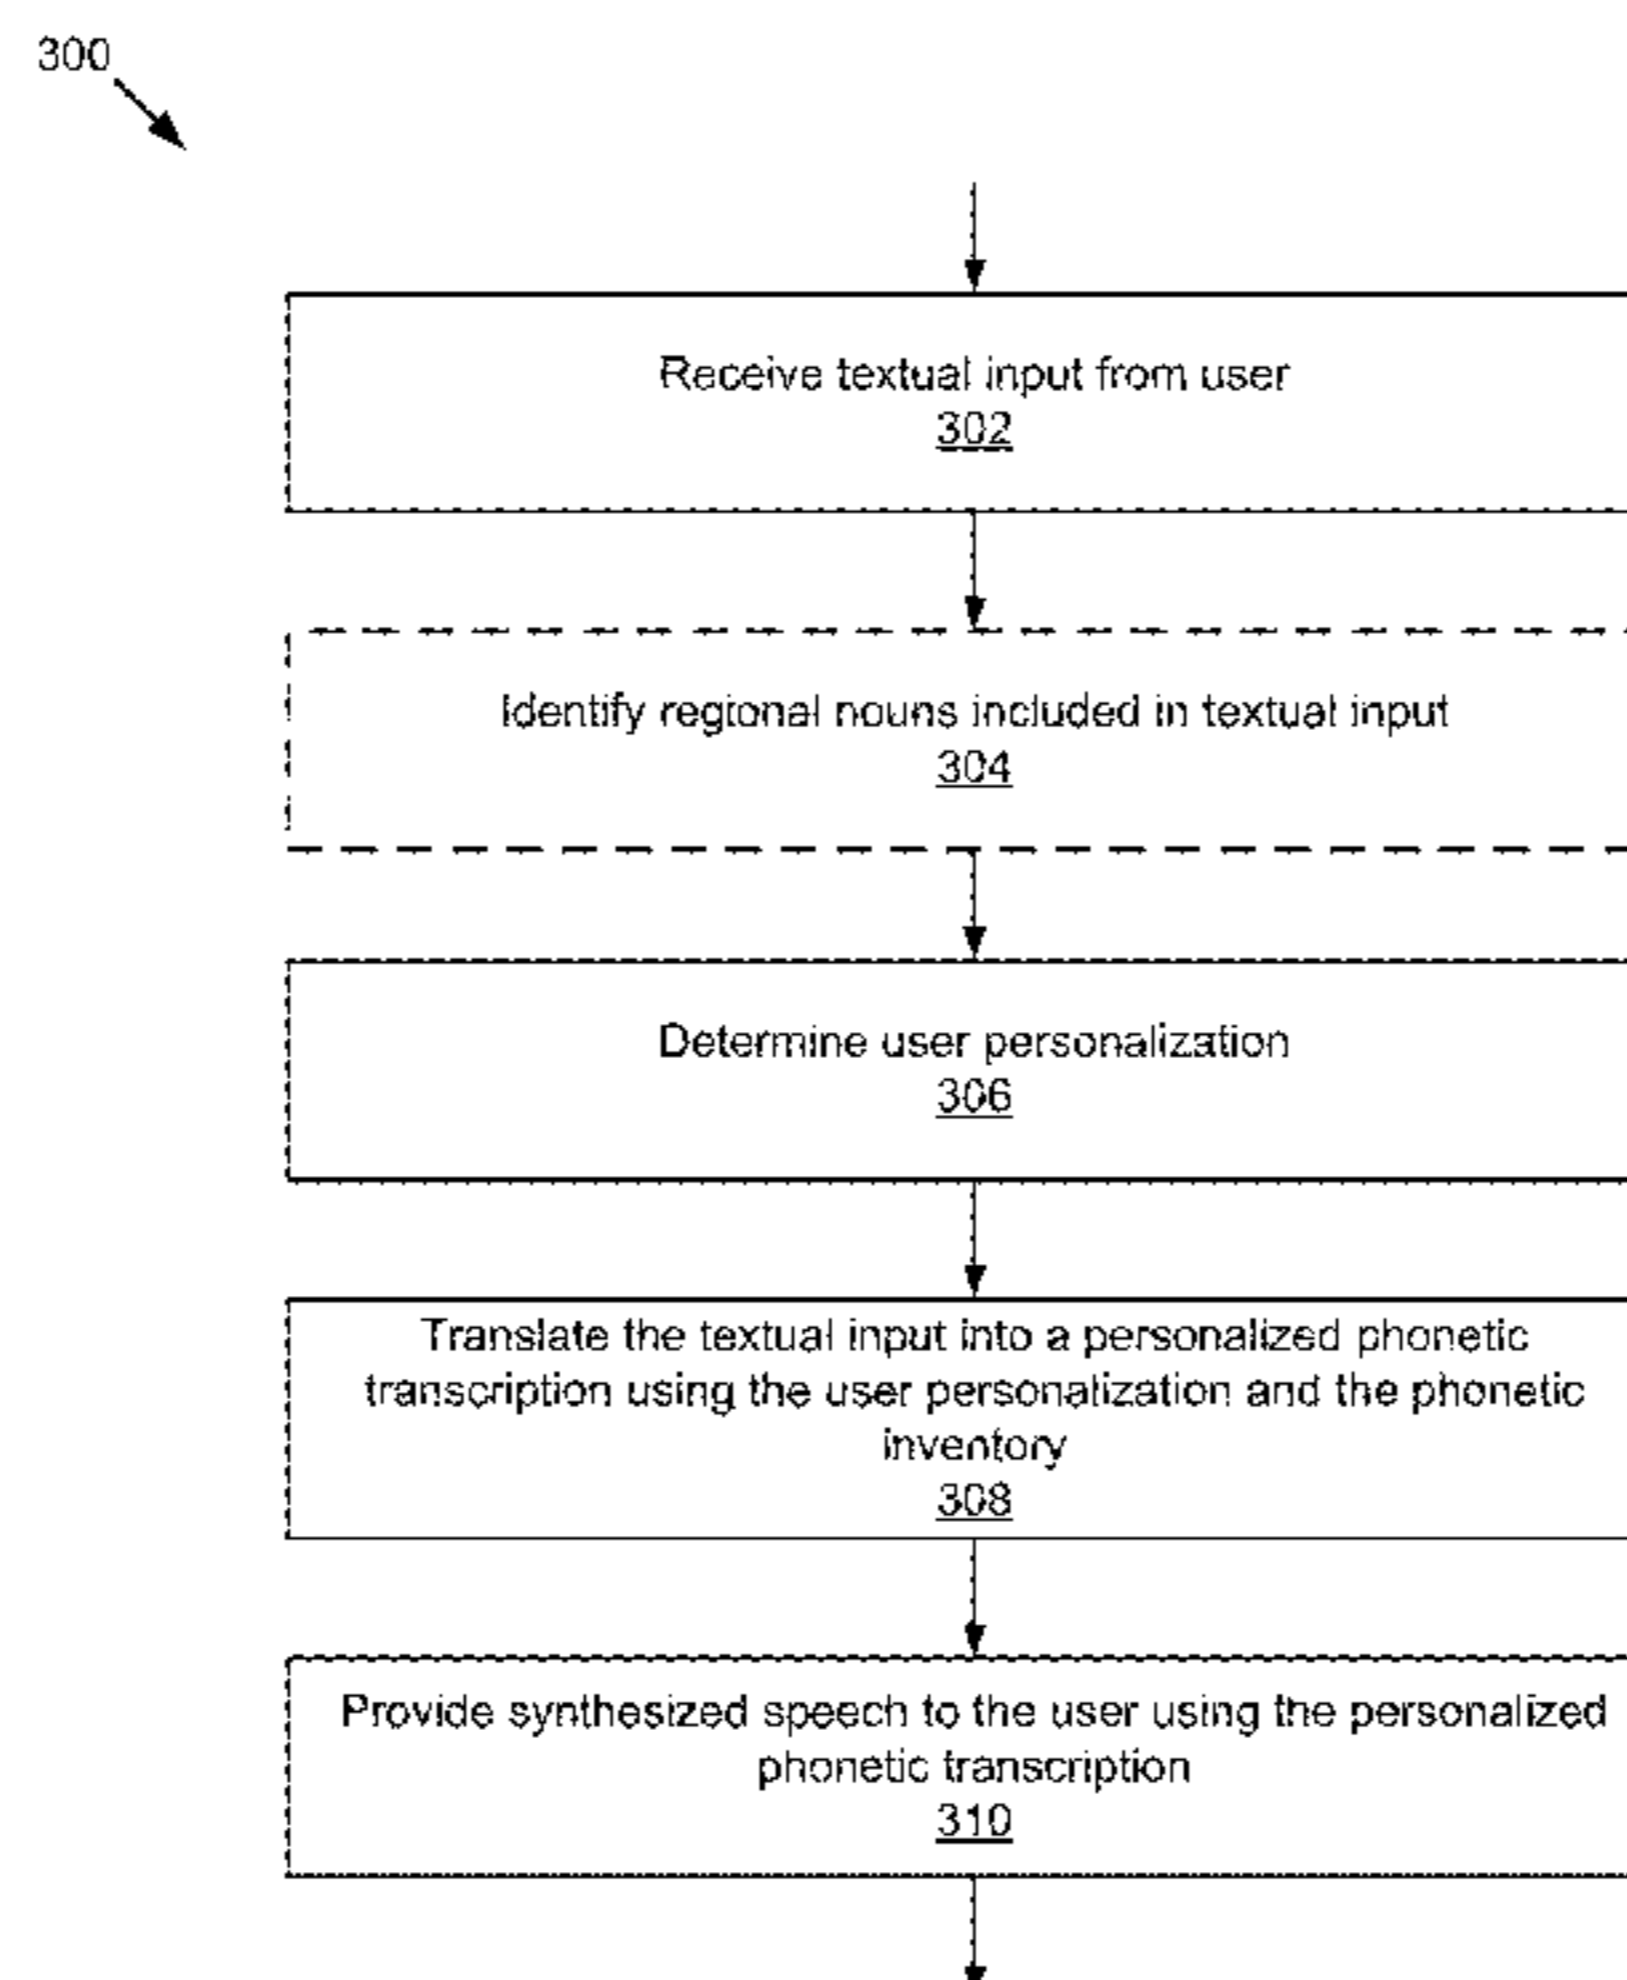 300
Receive textual input from user
302
Identify regional nouns included in textual input
304
Determine user personalization
306
Translate the textual input into a personalized phonetic
transcription using the user personalization and the phonetic
inventory
308
Provide synthesized speech to the user using the personalized
phonetic transcription
310